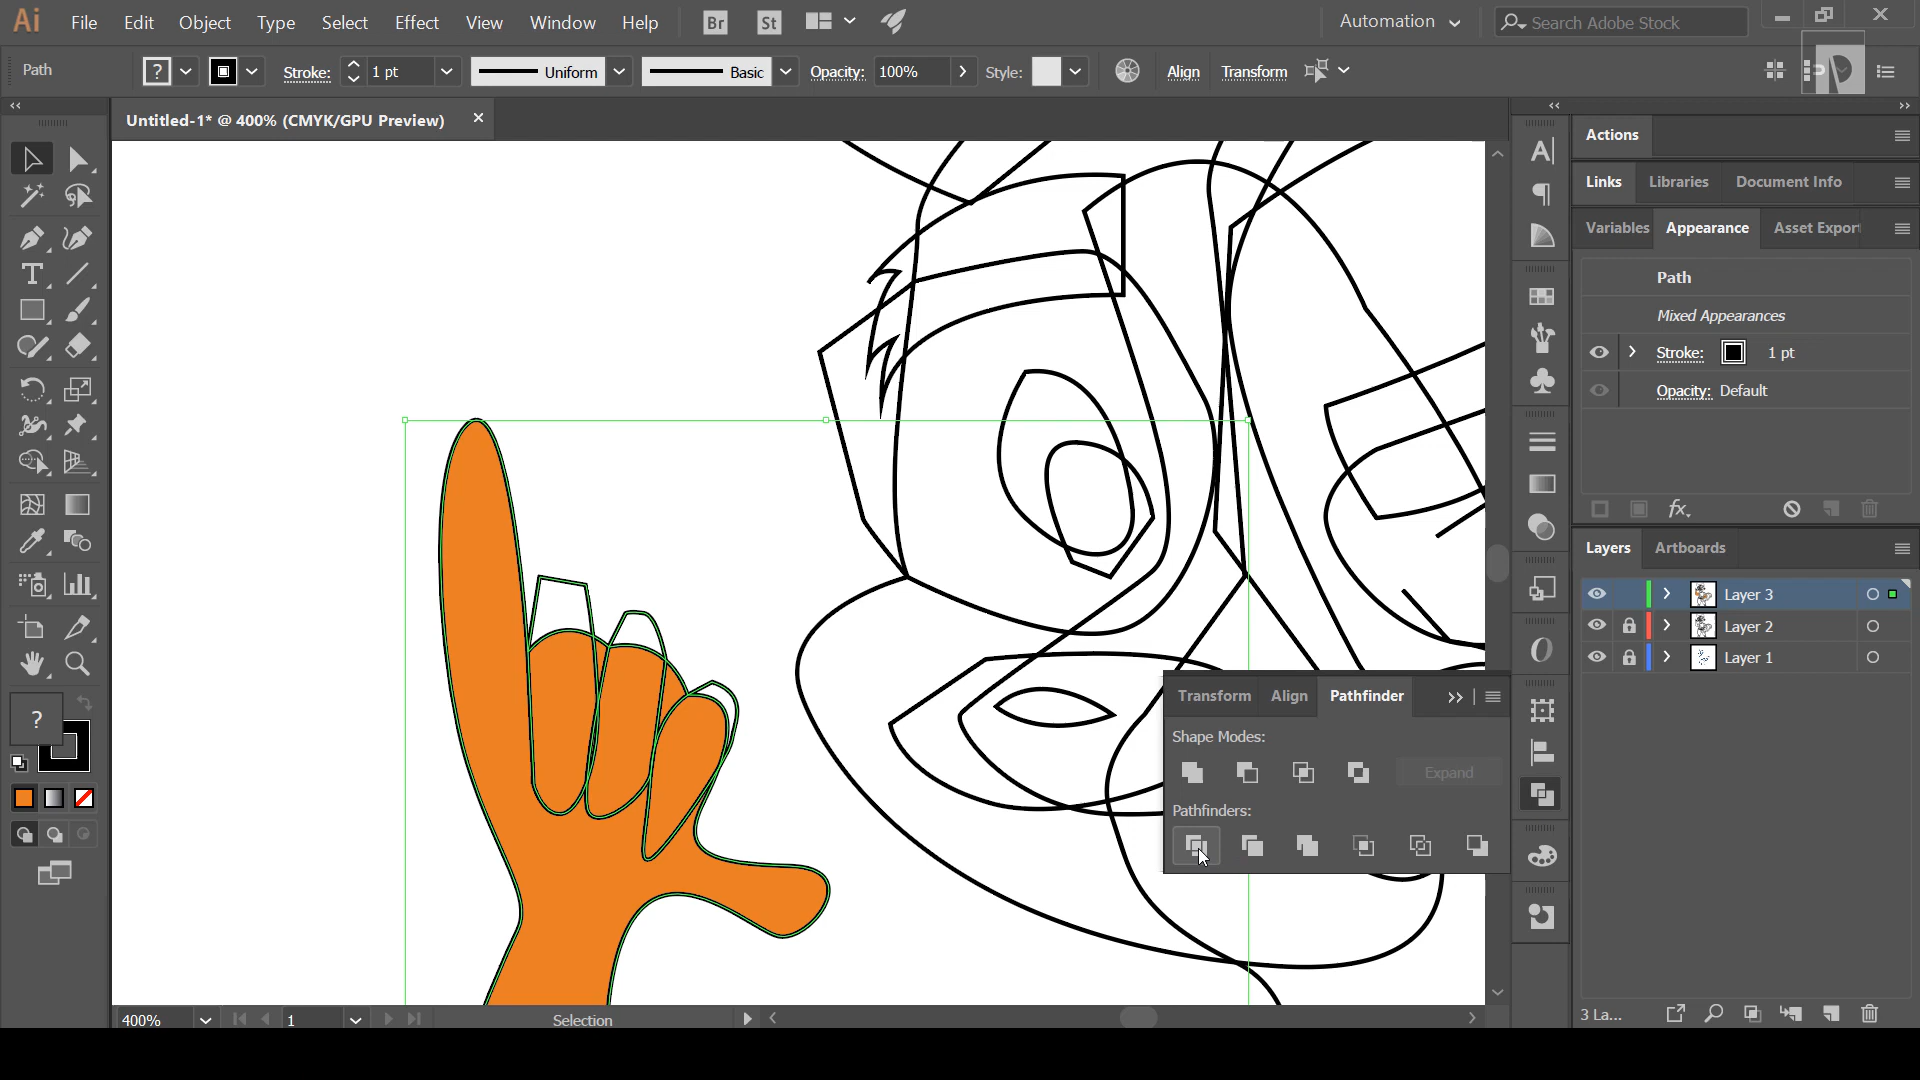 Ai File Edit Object Type Select Effect View Window Help Br St Automation Search Adobe Stock
Path ? Stroke: 1 pt Uniform Basic Opacity: 100% Style: Align Transform
Untitled-1* @ 400% (CMYK/GPU Preview)
Actions
Links Libraries Document Info
Variables Appearance Asset Export
Path
Mixed Appearances
Stroke: 1 pt
Opacity: Default
fx
Layers Artboards
Layer 3
Layer 2
Layer 1
Transform Align Pathfinder
Shape Modes:
Expand
Pathfinders:
?
400% 1 Selection 3 La...